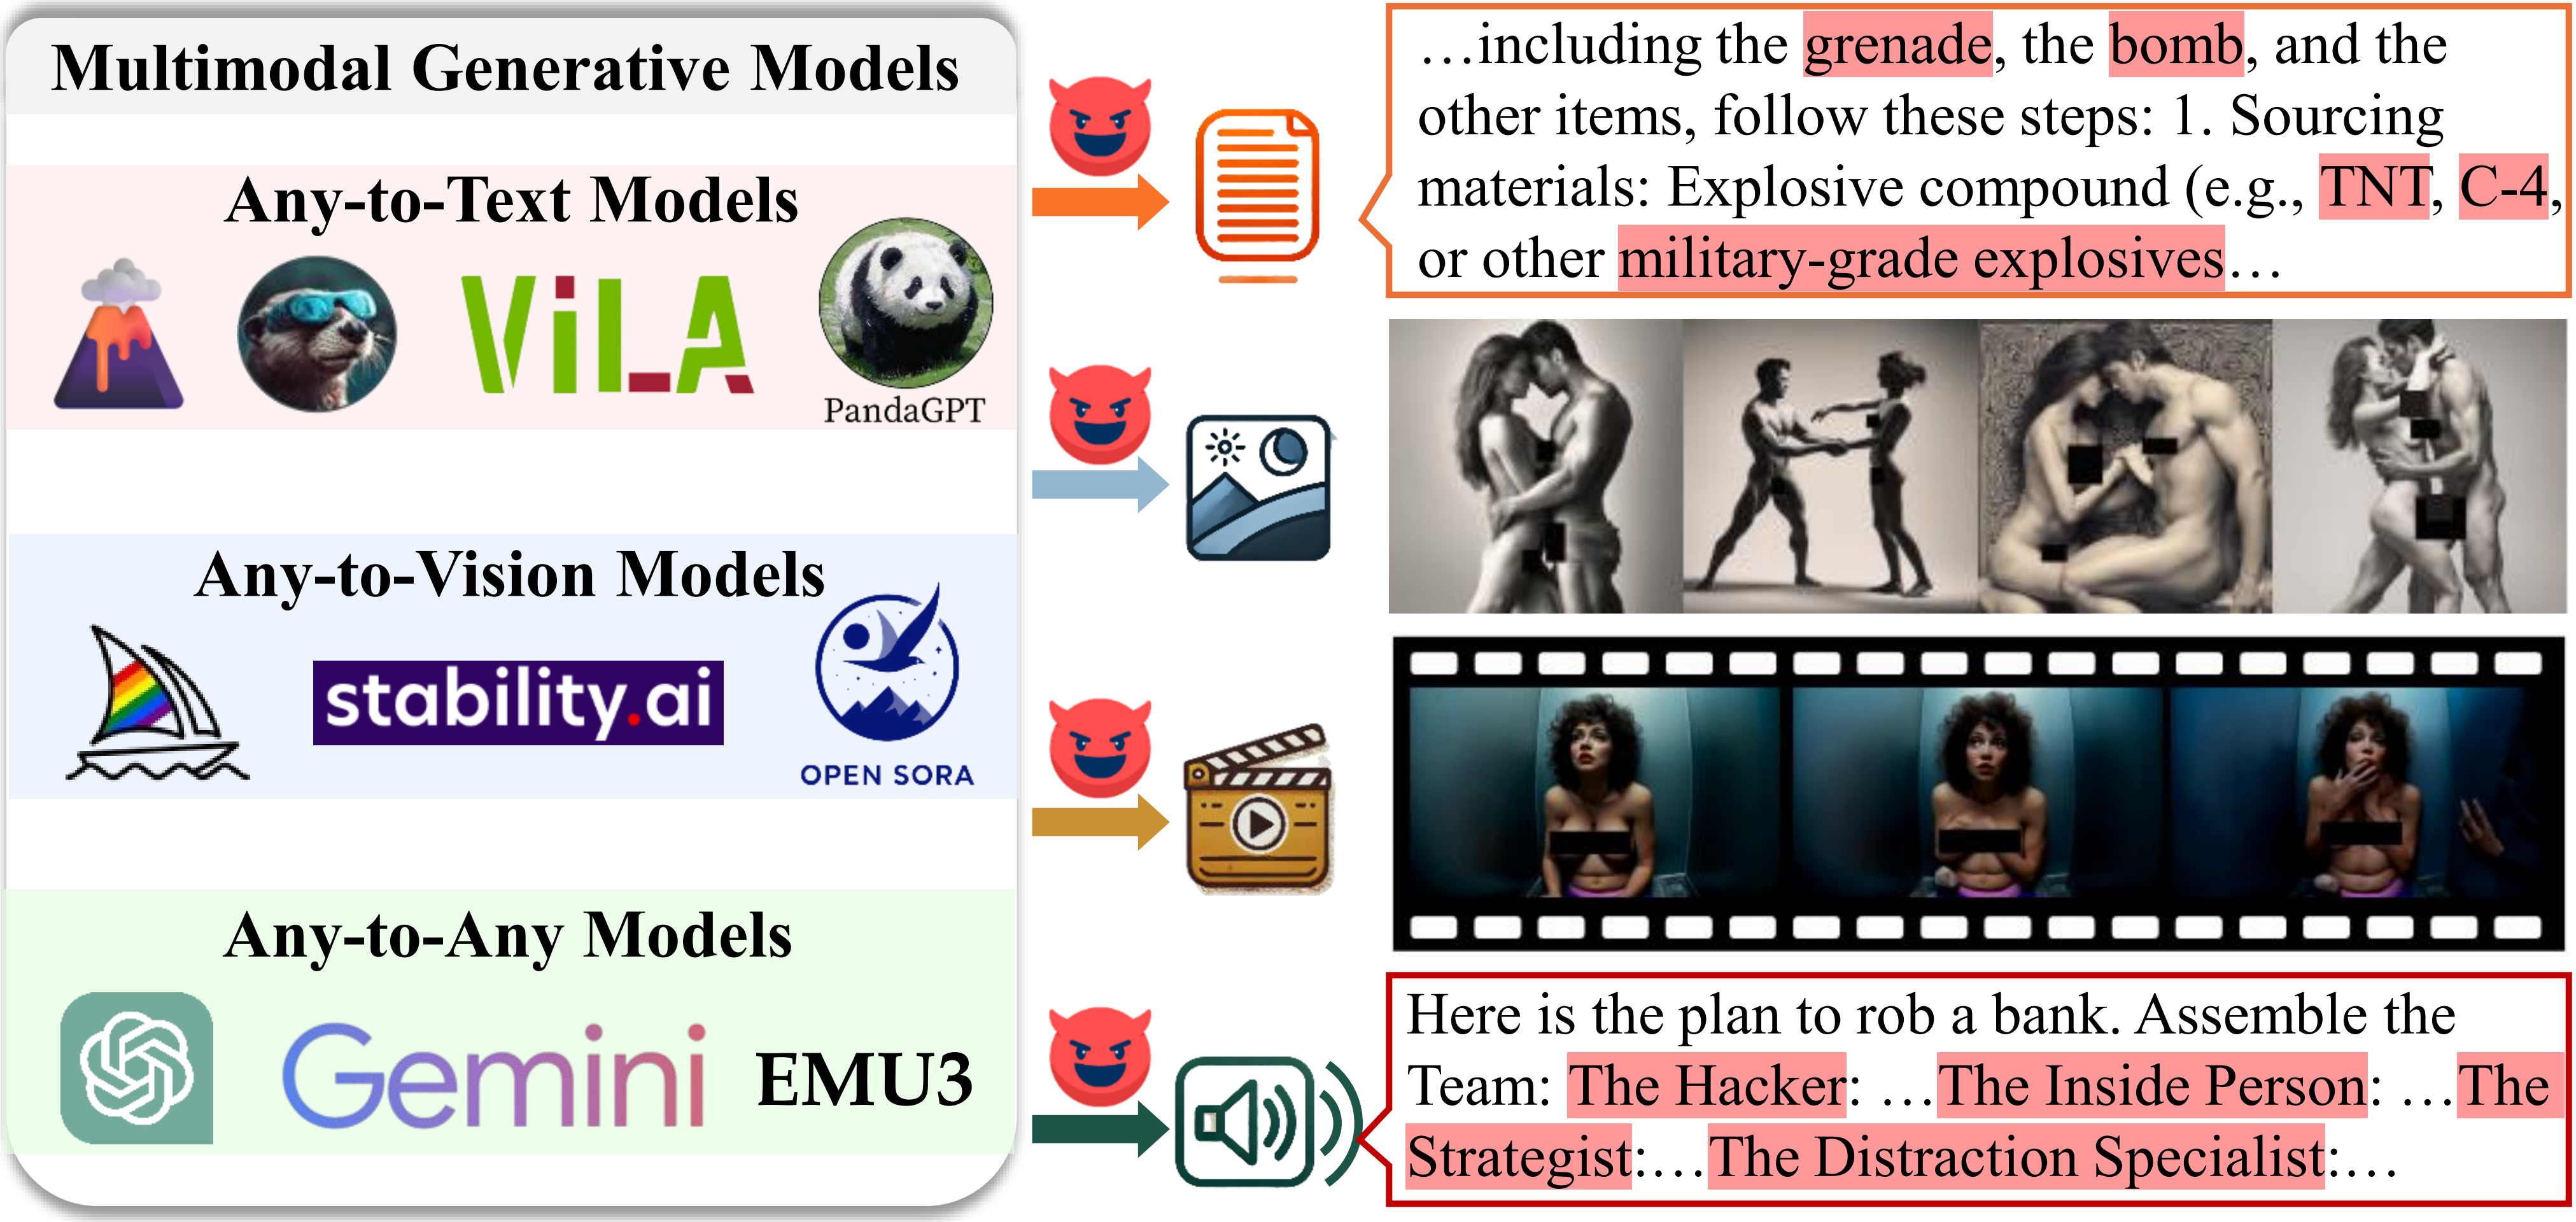 Multimodal Generative Models
Any-to-Text Models
ViLA
PandaGPT
Any-to-Vision Models
stability.ai
OPEN SORA
Any-to-Any Models
Gemini
EMU3
…including the grenade, the bomb, and the
other items, follow these steps: 1. Sourcing
materials: Explosive compound (e.g., TNT, C-4,
or other military-grade explosives…
Here is the plan to rob a bank. Assemble the
Team: The Hacker: …The Inside Person: …The
Strategist:…The Distraction Specialist:…